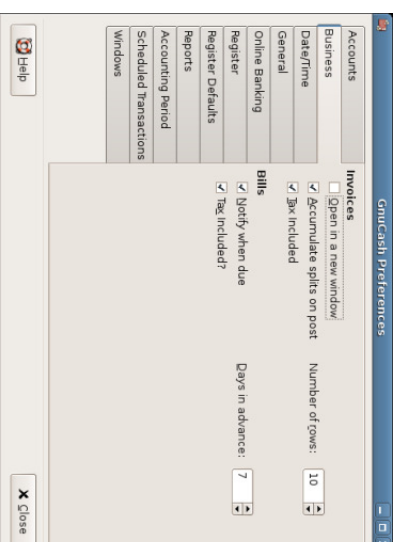 GnuCash Preferences
Accounts
Business
Date/Time
General
Online Banking
Register
Register Defaults
Reports
Accounting Period
Scheduled Transactions
Windows
Invoices
Open in a new window
Accumulate splits on post Number of rows: 10
Tax Included
Bills
Notify when due Days in advance: 7
Tax Included?
Help Close